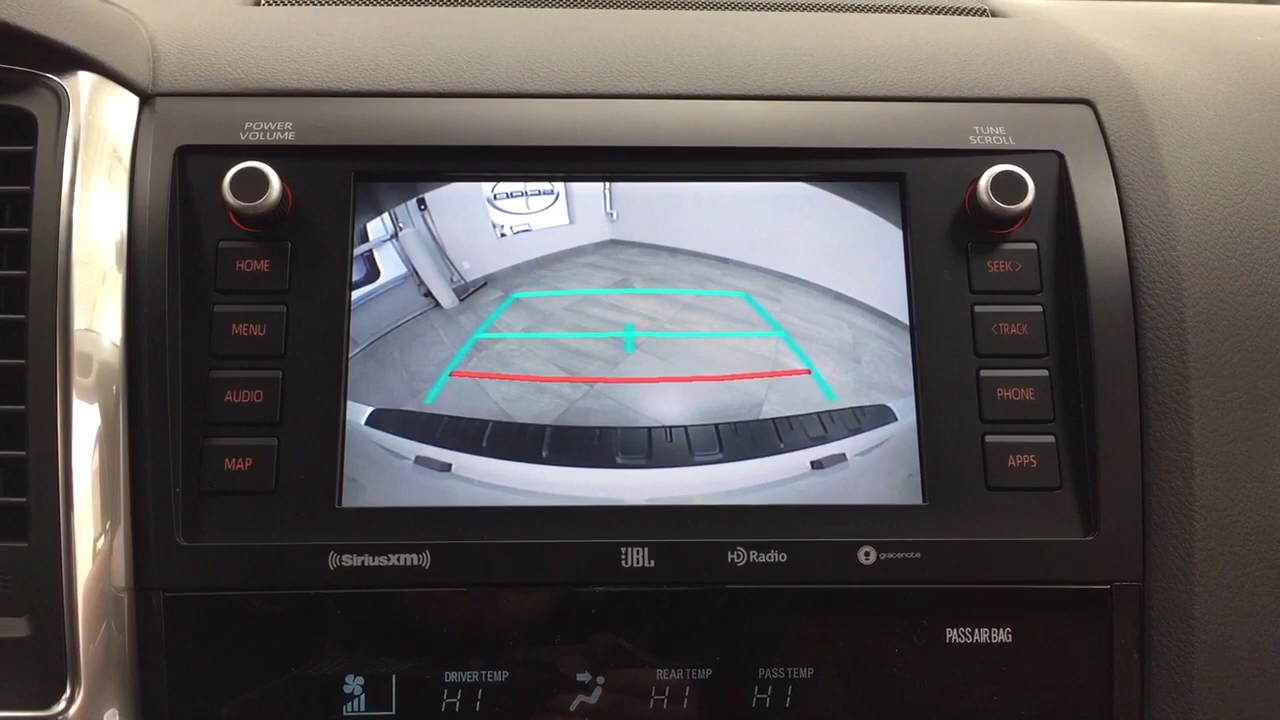 POWER
VOLUME
TUNE
SCROLL
HOME
SEEK >
MENU
< TRACK
AUDIO
PHONE
MAP
APPS
((SiriusXM))
JBL
HD Radio
gracenote
PASS AIR BAG
DRIVER TEMP
REAR TEMP
PASS TEMP
HI
HI
HI